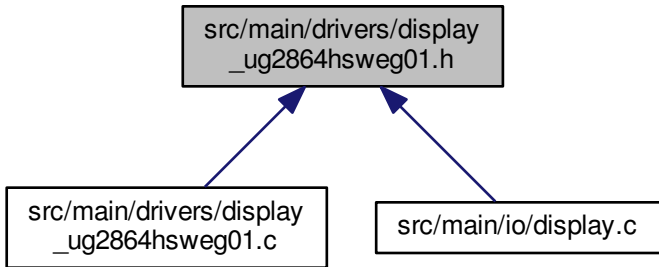 src/main/drivers/display
_ug2864hsweg01.h
src/main/drivers/display
_ug2864hsweg01.c
src/main/io/display.c